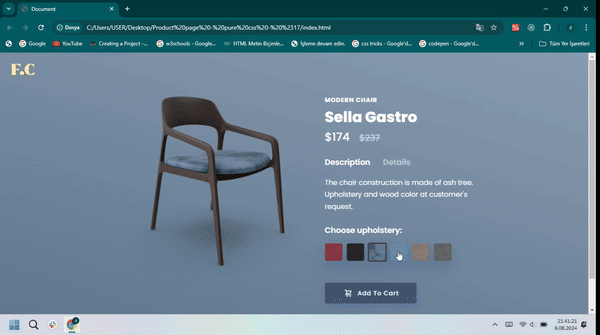 Document
Dosya
C:/Users/USER/Desktop/Product%20page%20-%20pure%20css%20-%20%2317/index.html
d
Google
YouTube
Creating a Project -...
w3schools - Google...
HTML Metin Biçimle...
İşleme devam edin.
css tricks - Google'd...
codepen - Google'd...
»
Tüm Yer İşaretleri
F.C
MODERN CHAIR
Sella Gastro
$174 $237
Description Details
The chair construction is made of ash tree.
Upholstery and wood color at customer's
request.
Choose upholstery:
Add To Cart
21:41:21
6.08.2024